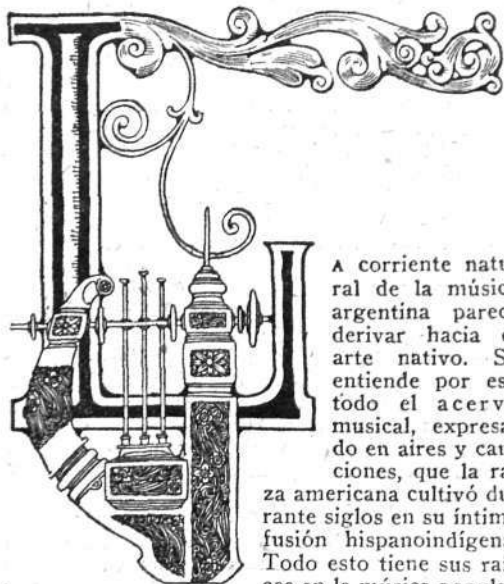 LA corriente natu
ral de la músic
argentina parec
derivar hacia e
arte nativo. S
entiende por es
todo el acerv
musical, expresa
do en aires y can
ciones, que la ra
za americana cultivó du
rante siglos en su íntim
fusión hispanoindígen
Todo esto tiene sus ra